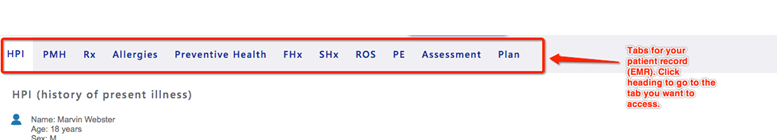 HPI PMH Rx Allergies Preventive Health FHx SHx ROS PE Assessment Plan
Tabs for your
patient record
(EMR). Click
heading to go to the
tab you want to
access.
HPI (history of present illness)
Name: Marvin Webster
Age: 18 years
Sex: M